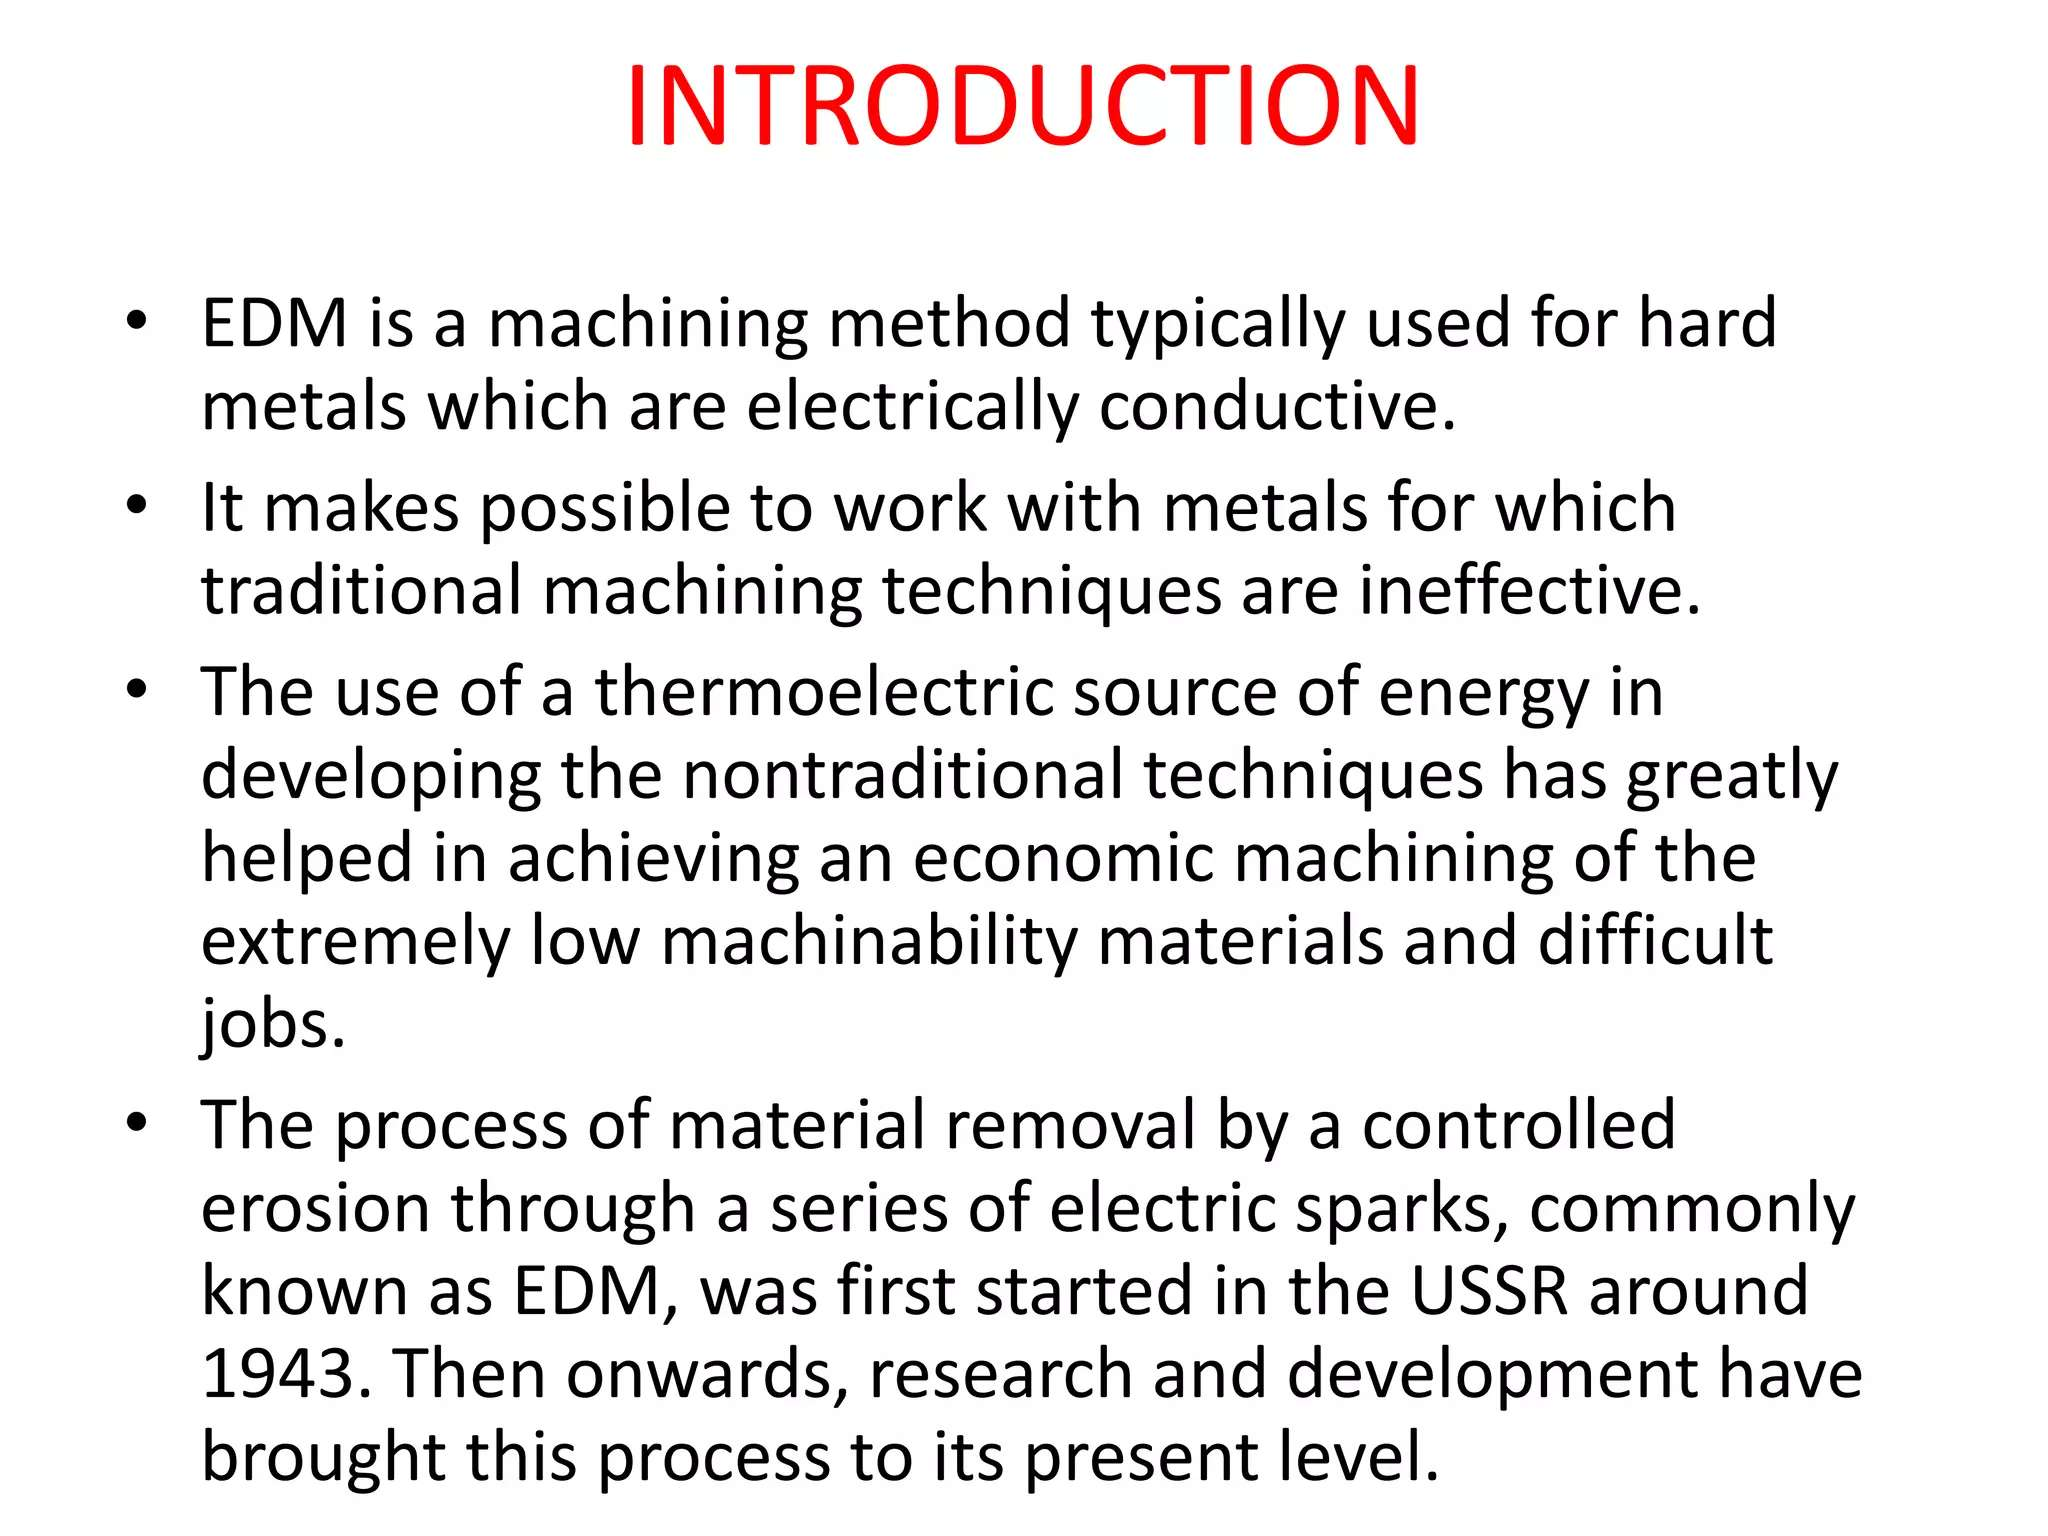 INTRODUCTION
• EDM is a machining method typically used for hard
metals which are electrically conductive.
• It makes possible to work with metals for which
traditional machining techniques are ineffective.
• The use of a thermoelectric source of energy in
developing the nontraditional techniques has greatly
helped in achieving an economic machining of the
extremely low machinability materials and difficult
jobs.
• The process of material removal by a controlled
erosion through a series of electric sparks, commonly
known as EDM, was first started in the USSR around
1943. Then onwards, research and development have
brought this process to its present level.